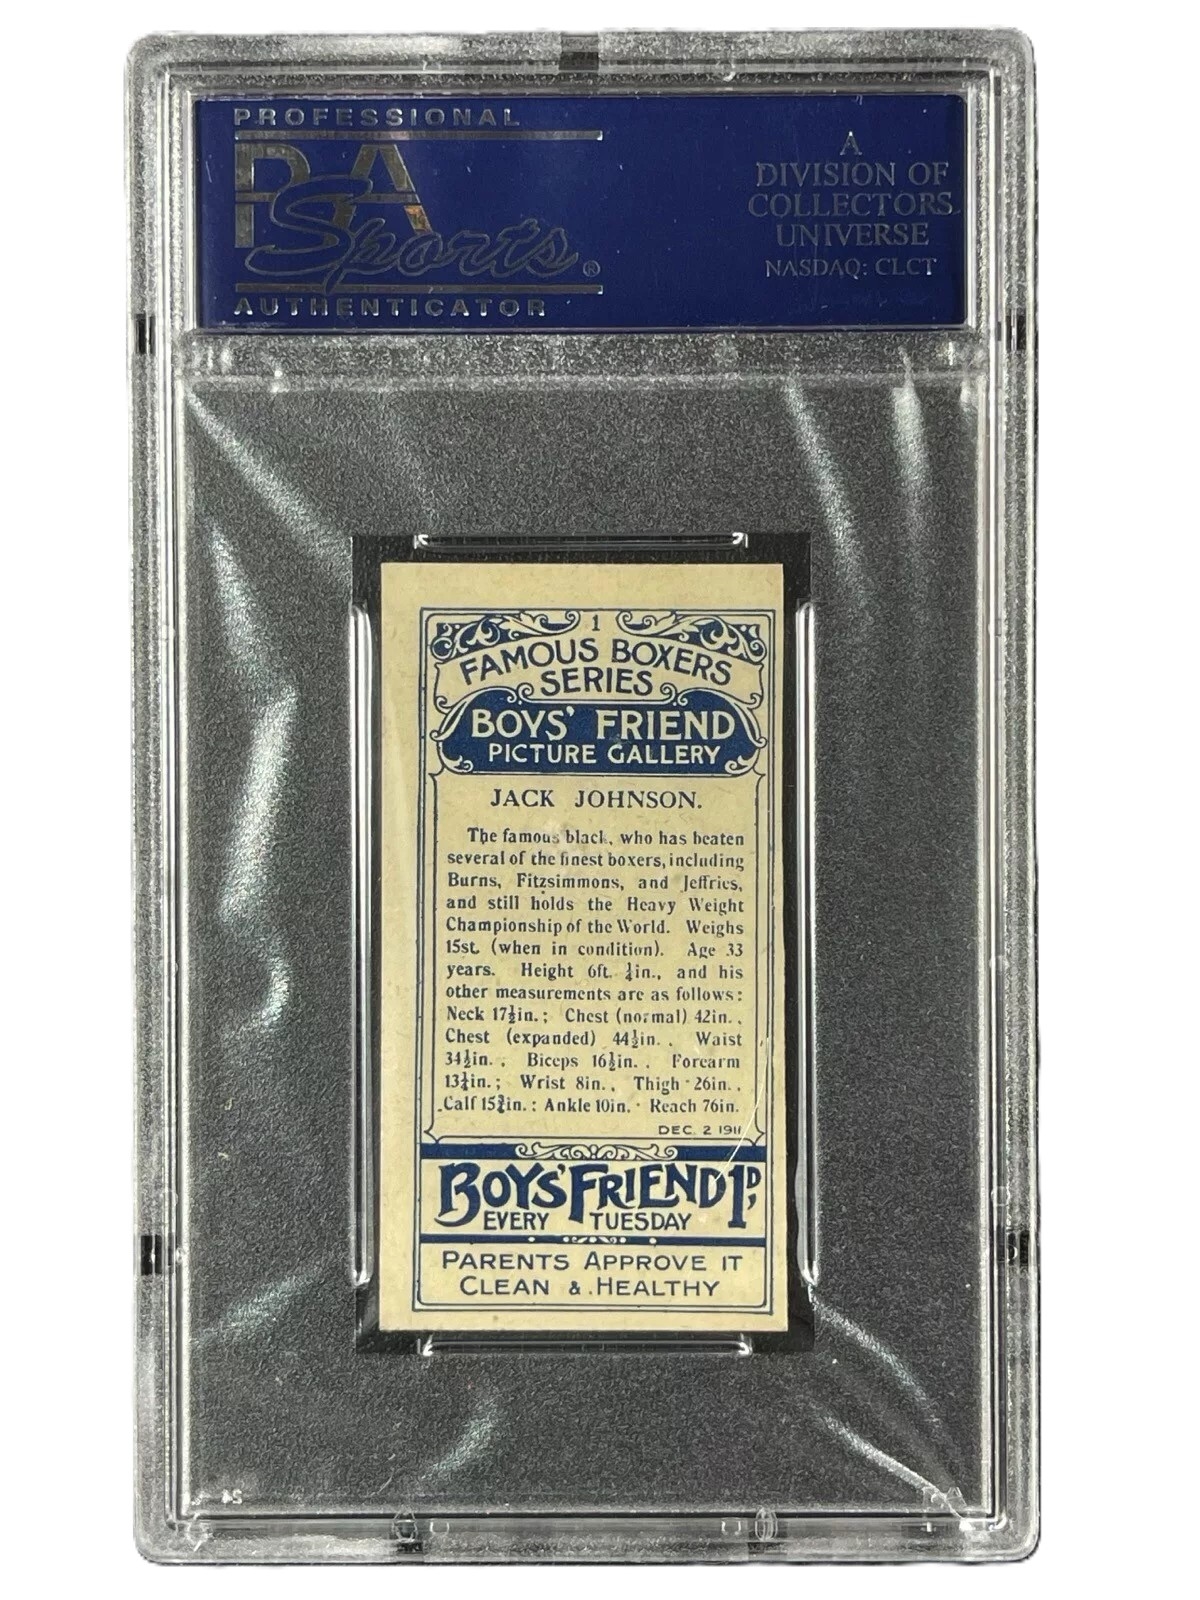 PROFESSIONAL
PSA
Sports®
AUTHENTICATOR
A
DIVISION OF
COLLECTORS
UNIVERSE
NASDAQ: CLCT
1
FAMOUS BOXERS
SERIES
BOYS' FRIEND
PICTURE GALLERY
JACK JOHNSON.
The famous black, who has beaten
several of the finest boxers, including
Burns, Fitzsimmons, and Jeffries,
and still holds the Heavy Weight
Championship of the World. Weighs
15st. (when in condition). Age 33
years. Height 6ft. ¼in., and his
other measurements are as follows:
Neck 17½in.; Chest (normal) 42in.,
Chest (expanded) 44½in., Waist
34½in.; Biceps 16½in., Forearm
13¼in.; Wrist 8in., Thigh 26in.,
Calf 15¾in.: Ankle 10in. Reach 76in.
DEC. 2 1911
BOYS' FRIEND 1D,
EVERY TUESDAY
PARENTS APPROVE IT
CLEAN & HEALTHY